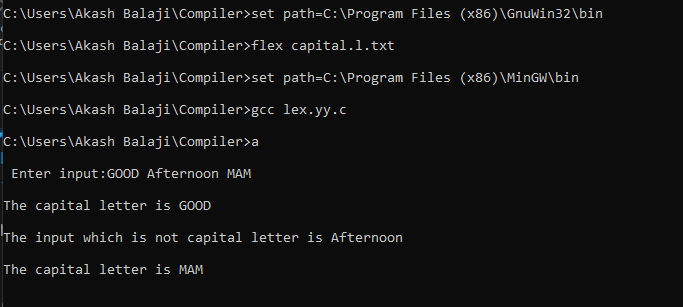 C:\Users\Akash Balaji\Compiler>set path=C:\Program Files (x86)\GnuWin32\bin
C:\Users\Akash Balaji\Compiler>flex capital.l.txt
C:\Users\Akash Balaji\Compiler>set path=C:\Program Files (x86)\MinGW\bin
C:\Users\Akash Balaji\Compiler>gcc lex.yy.c
C:\Users\Akash Balaji\Compiler>a
Enter input:GOOD Afternoon MAM
The capital letter is GOOD
The input which is not capital letter is Afternoon
The capital letter is MAM